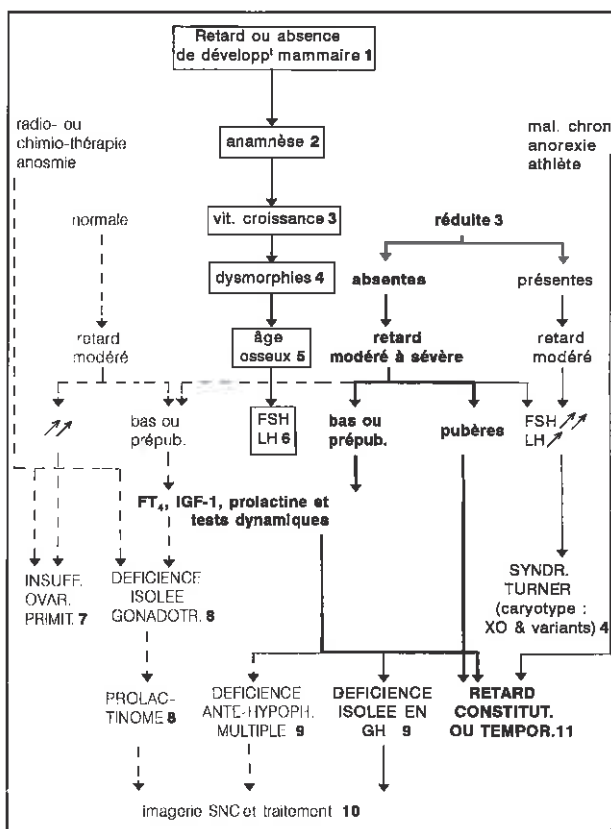 Retard ou absence
de développt mammaire 1
radio- ou
chimio-thérapie
anosmie
mal. chron
anorexie
athlète
anamnèse 2
normale
vit. croissance 3
réduite 3
dysmorphies 4
absentes
présentes
retard
modéré
âge
osseux 5
retard
modéré à sévère
retard
modéré
bas ou
prépub.
FSH
LH 6
bas ou
prépub.
pubères
FSH
LH
FT4, IGF-1, prolactine et
tests dynamiques
INSUFF.
OVAR.
PRIMIT. 7
DEFICIENCE
ISOLEE
GONADOTR. 8
SYNDR.
TURNER
(caryotype :
XO & variants) 4
PROLAC-
TINOME 8
DEFICIENCE
ANTE-HYPOPH.
MULTIPLE 9
DEFICIENCE
ISOLEE EN
GH 9
RETARD
CONSTITUT.
OU TEMPOR.11
imagerie SNC et traitement 10